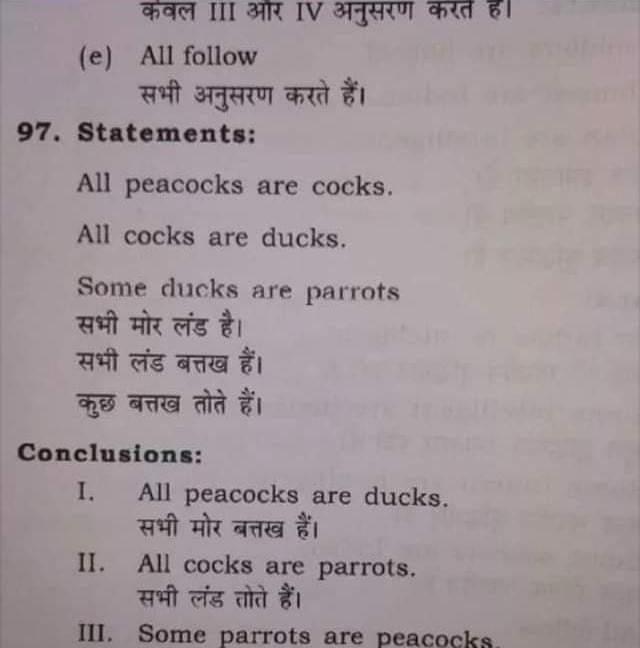 केवल III और IV अनुसरण करते हैं।
(e) All follow
सभी अनुसरण करते हैं।
97. Statements:
All peacocks are cocks.
All cocks are ducks.
Some ducks are parrots
सभी मोर लंड है।
सभी लंड बत्तख हैं।
कुछ बत्तख तोते हैं।
Conclusions:
I. All peacocks are ducks.
सभी मोर बत्तख हैं।
II. All cocks are parrots.
सभी लंड तोते हैं।
III. Some parrots are peacocks.